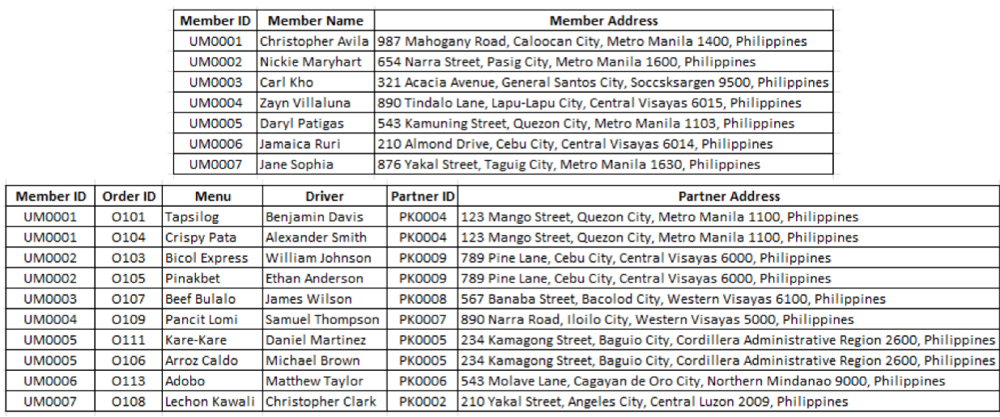 Member ID Member Name Member Address
UM0001 Christopher Avila 987 Mahogany Road, Caloocan City, Metro Manila 1400, Philippines
UM0002 Nickie Maryhart 654 Narra Street, Pasig City, Metro Manila 1600, Philippines
UM0003 Carl Kho 321 Acacia Avenue, General Santos City, Soccsksargen 9500, Philippines
UM0004 Zayn Villaluna 890 Tindalo Lane, Lapu-Lapu City, Central Visayas 6015, Philippines
UM0005 Daryl Patigas 543 Kamuning Street, Quezon City, Metro Manila 1103, Philippines
UM0006 Jamaica Ruri 210 Almond Drive, Cebu City, Central Visayas 6014, Philippines
UM0007 Jane Sophia 876 Yakal Street, Taguig City, Metro Manila 1630, Philippines
Member ID Order ID Menu Driver Partner ID Partner Address
UM0001 O101 Tapsilog Benjamin Davis PK0004 123 Mango Street, Quezon City, Metro Manila 1100, Philippines
UM0001 O104 Crispy Pata Alexander Smith PK0004 123 Mango Street, Quezon City, Metro Manila 1100, Philippines
UM0002 O103 Bicol Express William Johnson PK0009 789 Pine Lane, Cebu City, Central Visayas 6000, Philippines
UM0002 O105 Pinakbet Ethan Anderson PK0009 789 Pine Lane, Cebu City, Central Visayas 6000, Philippines
UM0003 O107 Beef Bulalo James Wilson PK0008 567 Banaba Street, Bacolod City, Western Visayas 6100, Philippines
UM0004 O109 Pancit Lomi Samuel Thompson PK0007 890 Narra Road, Iloilo City, Western Visayas 5000, Philippines
UM0005 O111 Kare-Kare Daniel Martinez PK0005 234 Kamagong Street, Baguio City, Cordillera Administrative Region 2600, Philippines
UM0005 O106 Arroz Caldo Michael Brown PK0005 234 Kamagong Street, Baguio City, Cordillera Administrative Region 2600, Philippines
UM0006 O113 Adobo Matthew Taylor PK0006 543 Molave Lane, Cagayan de Oro City, Northern Mindanao 9000, Philippines
UM0007 O108 Lechon Kawali Christopher Clark PK0002 210 Yakal Street, Angeles City, Central Luzon 2009, Philippines